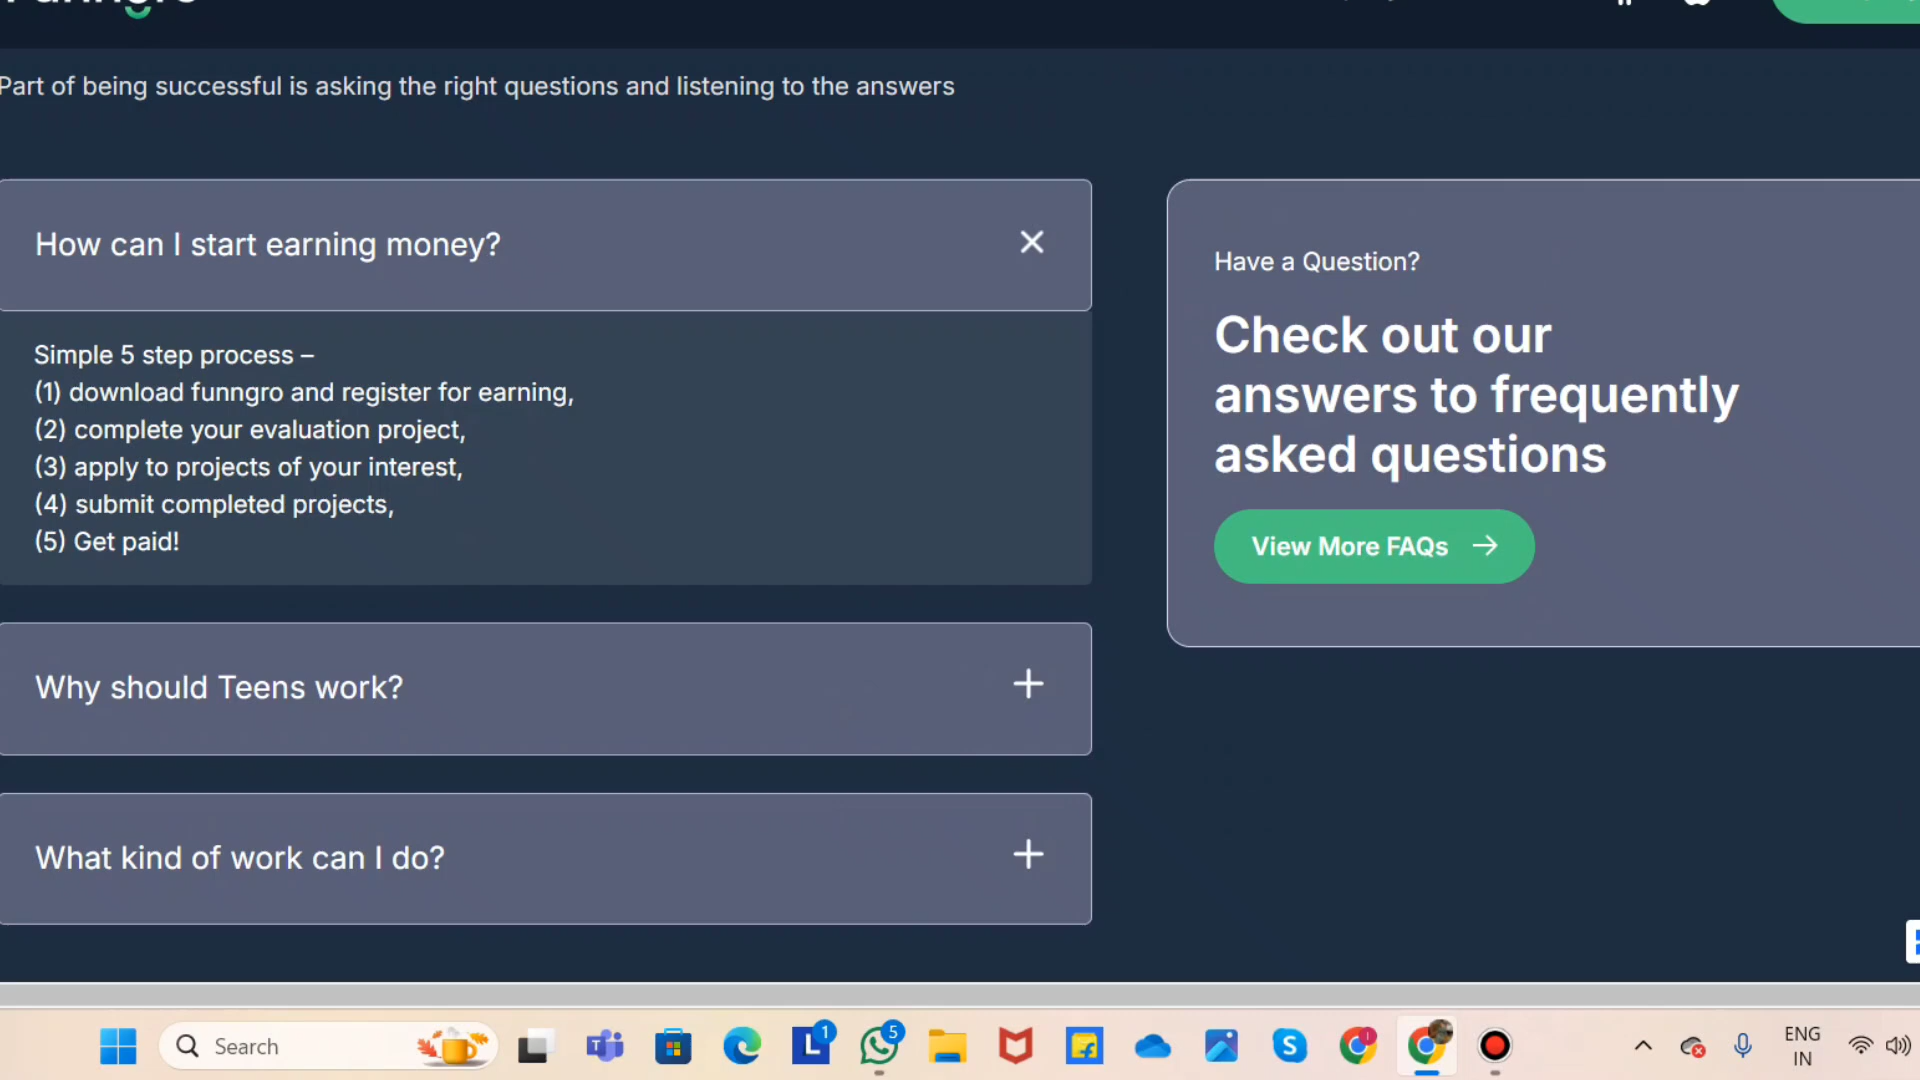 Part of being successful is asking the right questions and listening to the answers
How can I start earning money?
Simple 5 step process –
(1) download funngro and register for earning,
(2) complete your evaluation project,
(3) apply to projects of your interest,
(4) submit completed projects,
(5) Get paid!
Why should Teens work?
What kind of work can I do?
Have a Question?
Check out our
answers to frequently
asked questions
View More FAQs
Search
1
5
ENG
IN